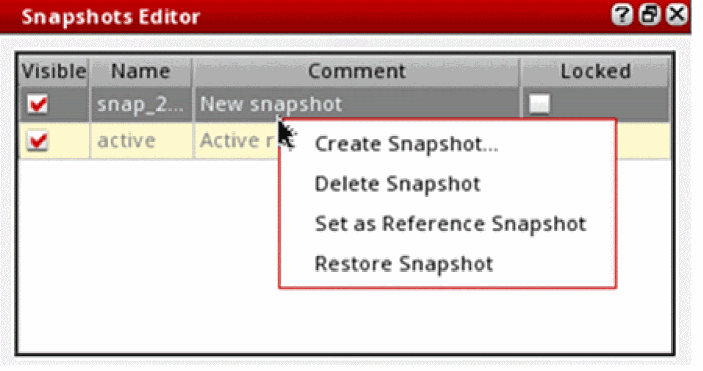 Snapshots Editor
Visible Name Comment Locked
snap_2... New snapshot
active Active r
Create Snapshot...
Delete Snapshot
Set as Reference Snapshot
Restore Snapshot